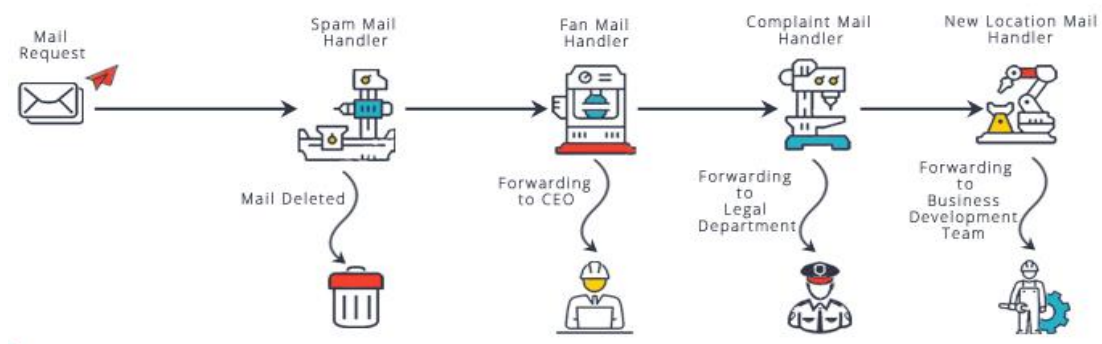 Mail
Request
Spam Mail
Handler
Fan Mail
Handler
Complaint Mail
Handler
New Location Mail
Handler
Mail Deleted
Forwarding
to CEO
Forwarding
to
Legal
Department
Forwarding
to
Business
Development
Team